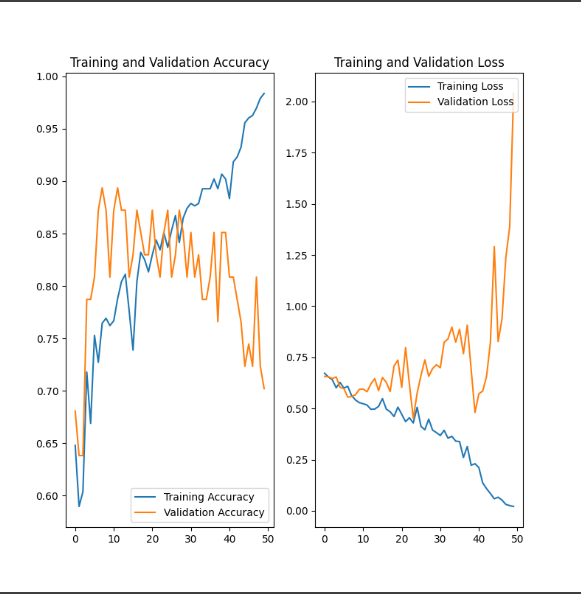 Training and Validation Accuracy
1.00
0.95
0.90
0.85
0.80
0.75
0.70
0.65
0.60
Training Accuracy
Validation Accuracy
0 10 20 30 40 50
Training and Validation Loss
Training Loss
Validation Loss
2.00
1.75
1.50
1.25
1.00
0.75
0.50
0.25
0.00
0 10 20 30 40 50